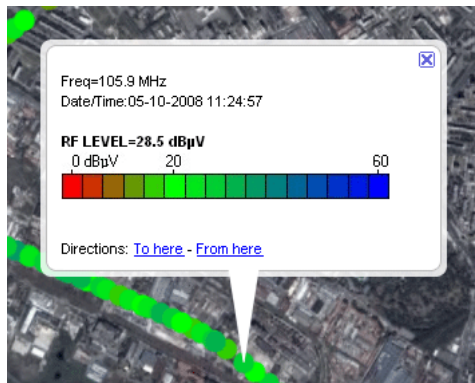 Freq=105.9 MHz
Date/Time:05-10-2008 11:24:57
RF LEVEL=28.5 dBµV
0 dBµV 20 60
Directions: To here - From here